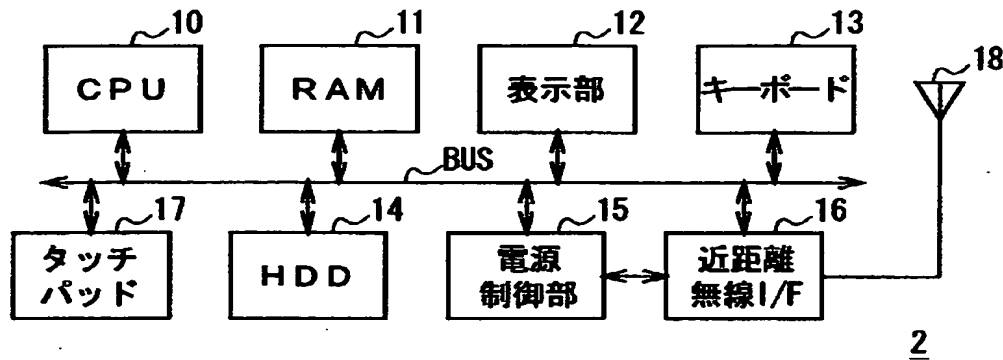 10
11
12
13
18
CPU
RAM
表示部
キーボード
BUS
17
14
15
16
タッチ
パッド
HDD
電源
制御部
近距離
無線I/F
2